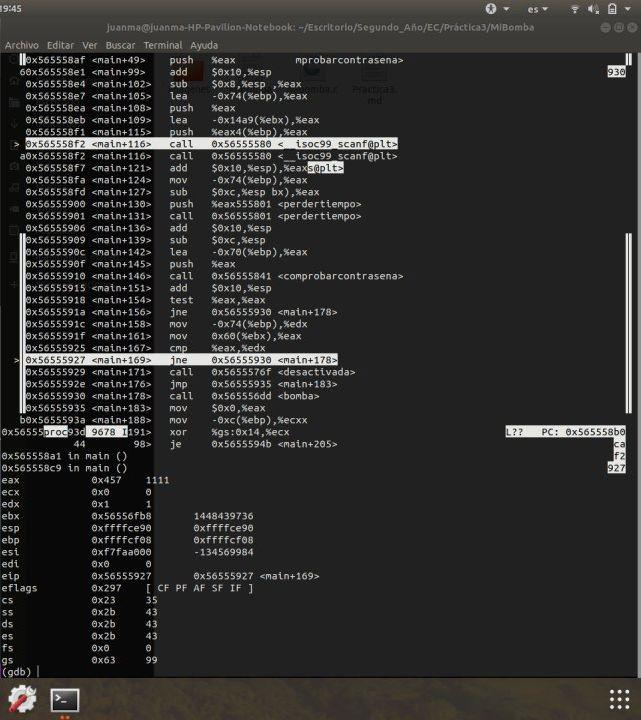 19:45
es
juanma@juanma-HP-Pavilion-Notebook: ~/Escritorio/Segundo_Año/EC/Práctica3/MiBomba
Archivo Editar Ver Buscar Terminal Ayuda
0x565558af <main+49> push %eax mprobarcontrasena>
60x565558e1 <main+99> add $0x10,%esp 930
0x565558e4 <main+102> sub $0x8,%esp ,%eax
0x565558e7 <main+105> lea -0x74(%ebp),%eax
0x565558ea <main+108> push %eax
0x565558eb <main+109> lea -0x14a9(%ebx),%eax
0x565558f1 <main+115> push %eax4(%ebp),%eax
> 0x565558f2 <main+116> call 0x56555580 <__isoc99_scanf@plt>
a0x565558f2 <main+116> call 0x56555580 <__isoc99_scanf@plt>
0x565558f7 <main+121> add $0x10,%esp),%eaxs@plt>
0x565558fa <main+124> mov -0x74(%ebp),%eax
0x565558fd <main+127> sub $0xc,%esp bx),%eax
0x56555900 <main+130> push %eax555801 <perdertiempo>
0x56555901 <main+131> call 0x56555801 <perdertiempo>
0x56555906 <main+136> add $0x10,%esp
0x56555909 <main+139> sub $0xc,%esp
0x5655590c <main+142> lea -0x70(%ebp),%eax
0x5655590f <main+145> push %eax
0x56555910 <main+146> call 0x56555841 <comprobarcontrasena>
0x56555915 <main+151> add $0x10,%esp
0x56555918 <main+154> test %eax,%eax
0x5655591a <main+156> jne 0x56555930 <main+178>
0x5655591c <main+158> mov -0x74(%ebp),%edx
0x5655591f <main+161> mov 0x60(%ebx),%eax
0x56555925 <main+167> cmp %eax,%edx
> 0x56555927 <main+169> jne 0x56555930 <main+178>
0x56555929 <main+171> call 0x5655576f <desactivada>
0x5655592e <main+176> jmp 0x56555935 <main+183>
0x56555930 <main+178> call 0x565556dd <bomba>
0x56555935 <main+183> mov $0x0,%eax
b0x5655593a <main+188> mov -0xc(%ebp),%ecxx
0x56555proc93d 9678 I191> xor %gs:0x14,%ecx L?? PC: 0x565558b0
44 98> je 0x5655594b <main+205> ca
0x565558a1 in main () f2
0x565558c9 in main () 927
eax 0x457 1111
ecx 0x0 0
edx 0x1 1
ebx 0x56556fb8 1448439736
esp 0xffffce90 0xffffce90
ebp 0xffffcf08 0xffffcf08
esi 0xf7faa000 -134569984
edi 0x0 0
eip 0x56555927 0x56555927 <main+169>
eflags 0x297 [ CF PF AF SF IF ]
cs 0x23 35
ss 0x2b 43
ds 0x2b 43
es 0x2b 43
fs 0x0 0
gs 0x63 99
(gdb)